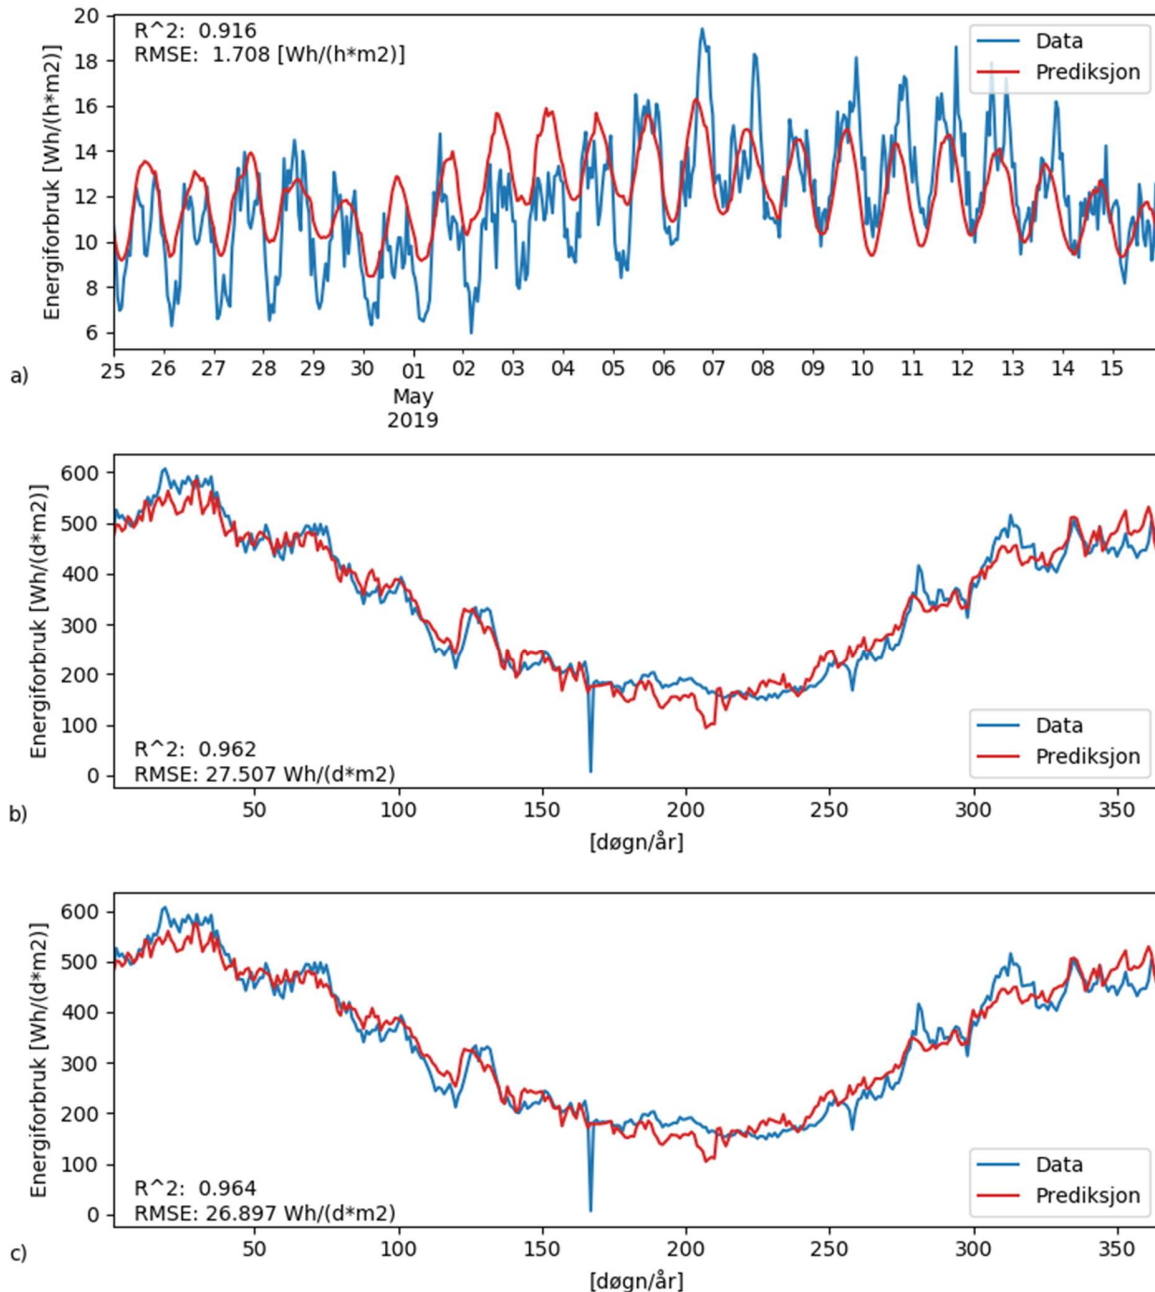 R^2: 0.916
RMSE: 1.708 [Wh/(h*m2)]
Data
Prediksjon
Energiforbruk [Wh/(h*m2)]
20
18
16
14
12
10
8
6
25 26 27 28 29 30 01 02 03 04 05 06 07 08 09 10 11 12 13 14 15
May
2019
a)
Energiforbruk [Wh/(d*m2)]
600
500
400
300
200
100
0
R^2: 0.962
RMSE: 27.507 Wh/(d*m2)
Data
Prediksjon
50 100 150 200 250 300 350
[døgn/år]
b)
Energiforbruk [Wh/(d*m2)]
600
500
400
300
200
100
0
R^2: 0.964
RMSE: 26.897 Wh/(d*m2)
Data
Prediksjon
50 100 150 200 250 300 350
[døgn/år]
c)